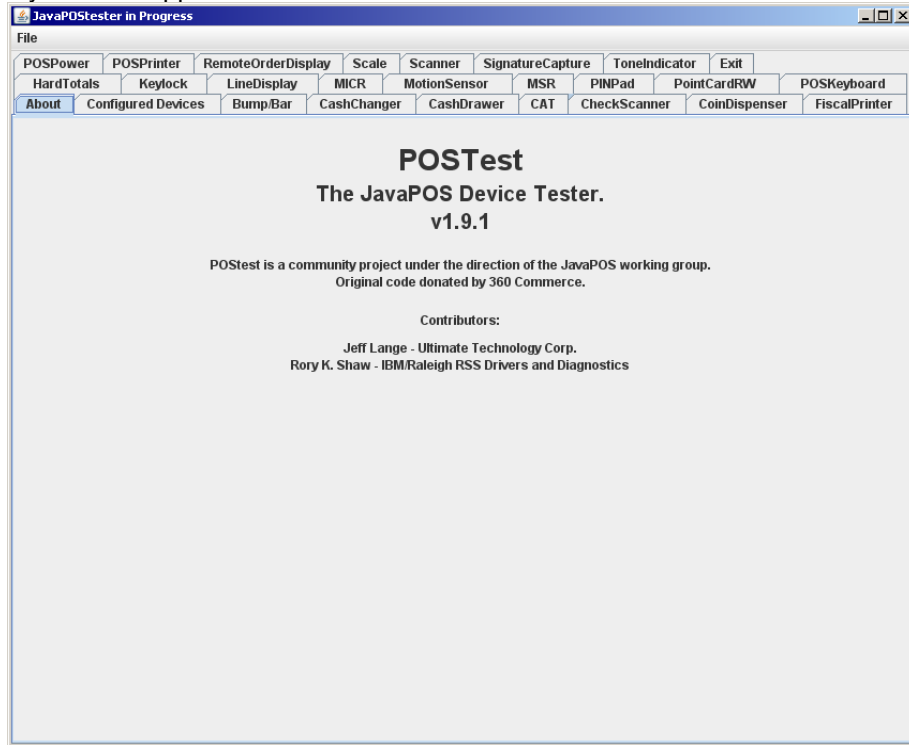 JavaPOStester in Progress
File
POSPower POSPrinter RemoteOrderDisplay Scale Scanner SignatureCapture ToneIndicator Exit
HardTotals Keylock LineDisplay MICR MotionSensor MSR PINPad PointCardRW POSKeyboard
About Configured Devices Bump/Bar CashChanger CashDrawer CAT CheckScanner CoinDispenser FiscalPrinter
POSTest
The JavaPOS Device Tester.
v1.9.1
POStest is a community project under the direction of the JavaPOS working group.
Original code donated by 360 Commerce.
Contributors:
Jeff Lange - Ultimate Technology Corp.
Rory K. Shaw - IBM/Raleigh RSS Drivers and Diagnostics